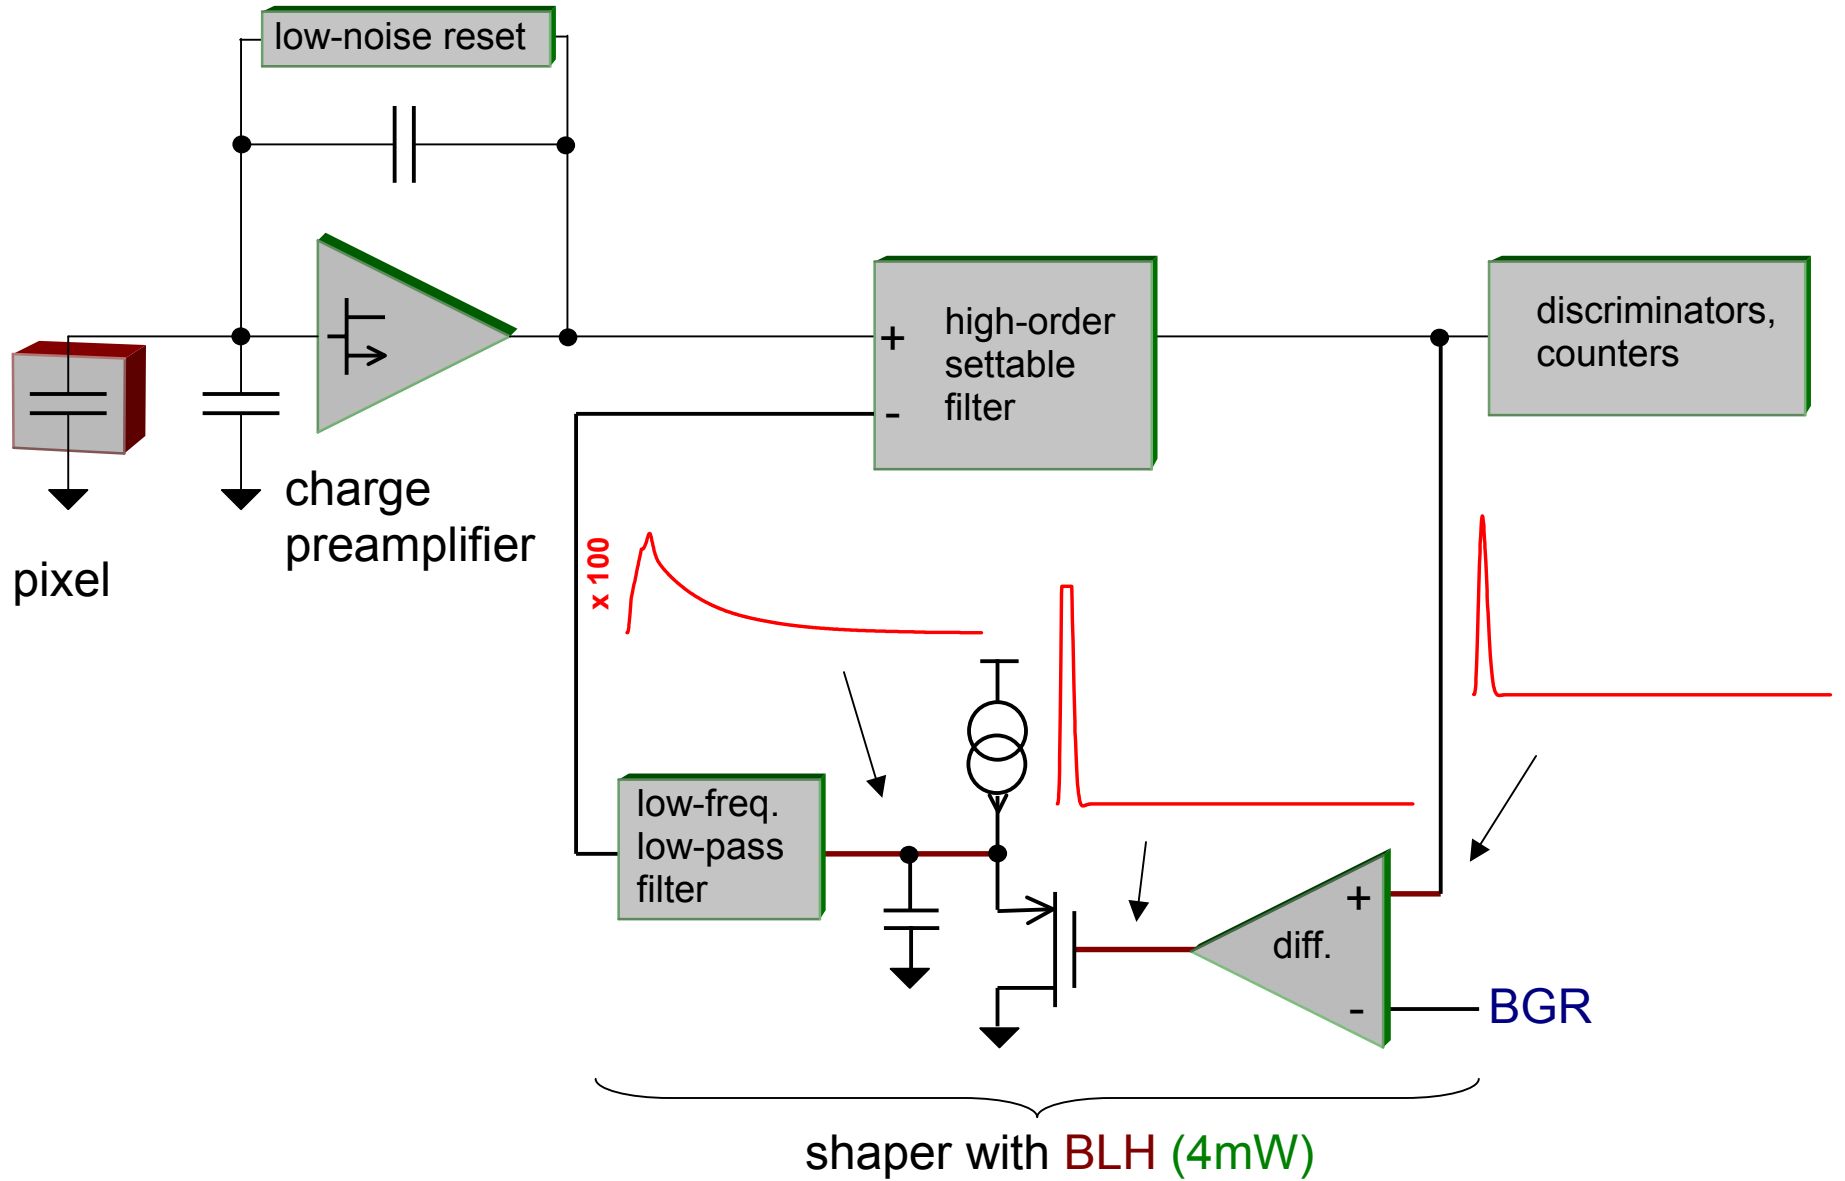 low-noise reset
+
-
high-order
settable
filter
discriminators,
counters
charge
preamplifier
pixel
x 100
low-freq.
low-pass
filter
+
diff.
-
BGR
shaper with BLH (4mW)